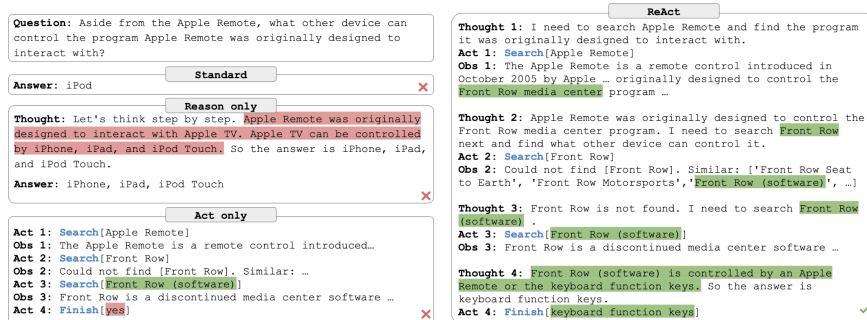 Question: Aside from the Apple Remote, what other device can
control the program Apple Remote was originally designed to
interact with?
Standard
Answer: iPod
Reason only
Thought: Let's think step by step. Apple Remote was originally
designed to interact with Apple TV. Apple TV can be controlled
by iPhone, iPad, and iPod Touch. So the answer is iPhone, iPad,
and iPod Touch.
Answer: iPhone, iPad, iPod Touch
Act only
Act 1: Search[Apple Remote]
Obs 1: The Apple Remote is a remote control introduced…
Act 2: Search[Front Row]
Obs 2: Could not find [Front Row]. Similar: …
Act 3: Search[Front Row (software)]
Obs 3: Front Row is a discontinued media center software …
Act 4: Finish[yes]
ReAct
Thought 1: I need to search Apple Remote and find the program
it was originally designed to interact with.
Act 1: Search[Apple Remote]
Obs 1: The Apple Remote is a remote control introduced in
October 2005 by Apple … originally designed to control the
Front Row media center program …
Thought 2: Apple Remote was originally designed to control the
Front Row media center program. I need to search Front Row
next and find what other device can control it.
Act 2: Search[Front Row]
Obs 2: Could not find [Front Row]. Similar: ['Front Row Seat
to Earth', 'Front Row Motorsports','Front Row (software)', …]
Thought 3: Front Row is not found. I need to search Front Row
(software) .
Act 3: Search[Front Row (software)]
Obs 3: Front Row is a discontinued media center software …
Thought 4: Front Row (software) is controlled by an Apple
Remote or the keyboard function keys. So the answer is
keyboard function keys.
Act 4: Finish[keyboard function keys]